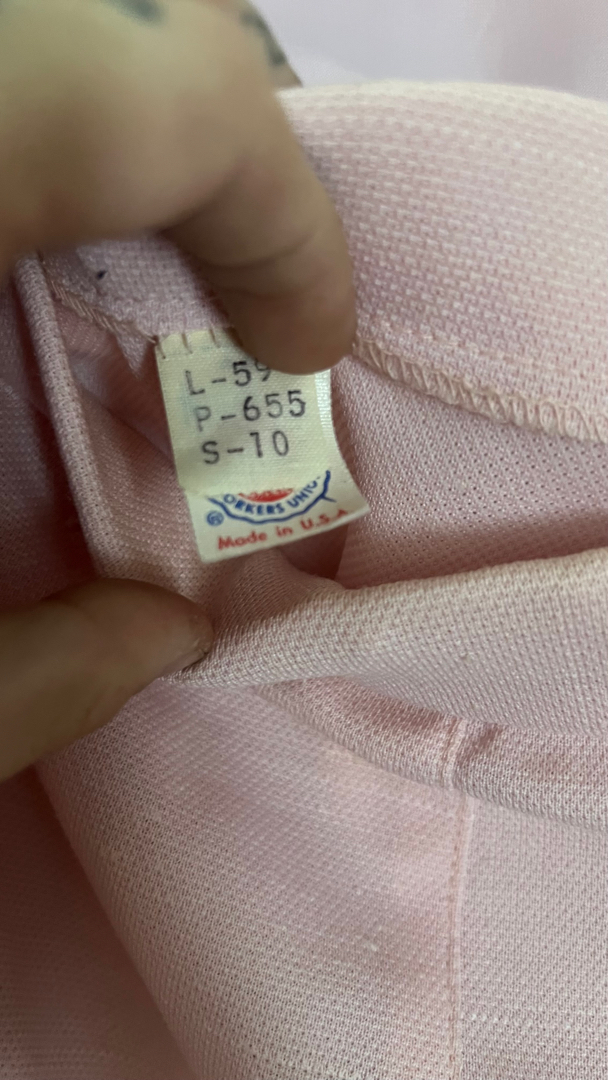 L-59
P-655
S-10
ORKERS UNIO
®
Made in U.S.A